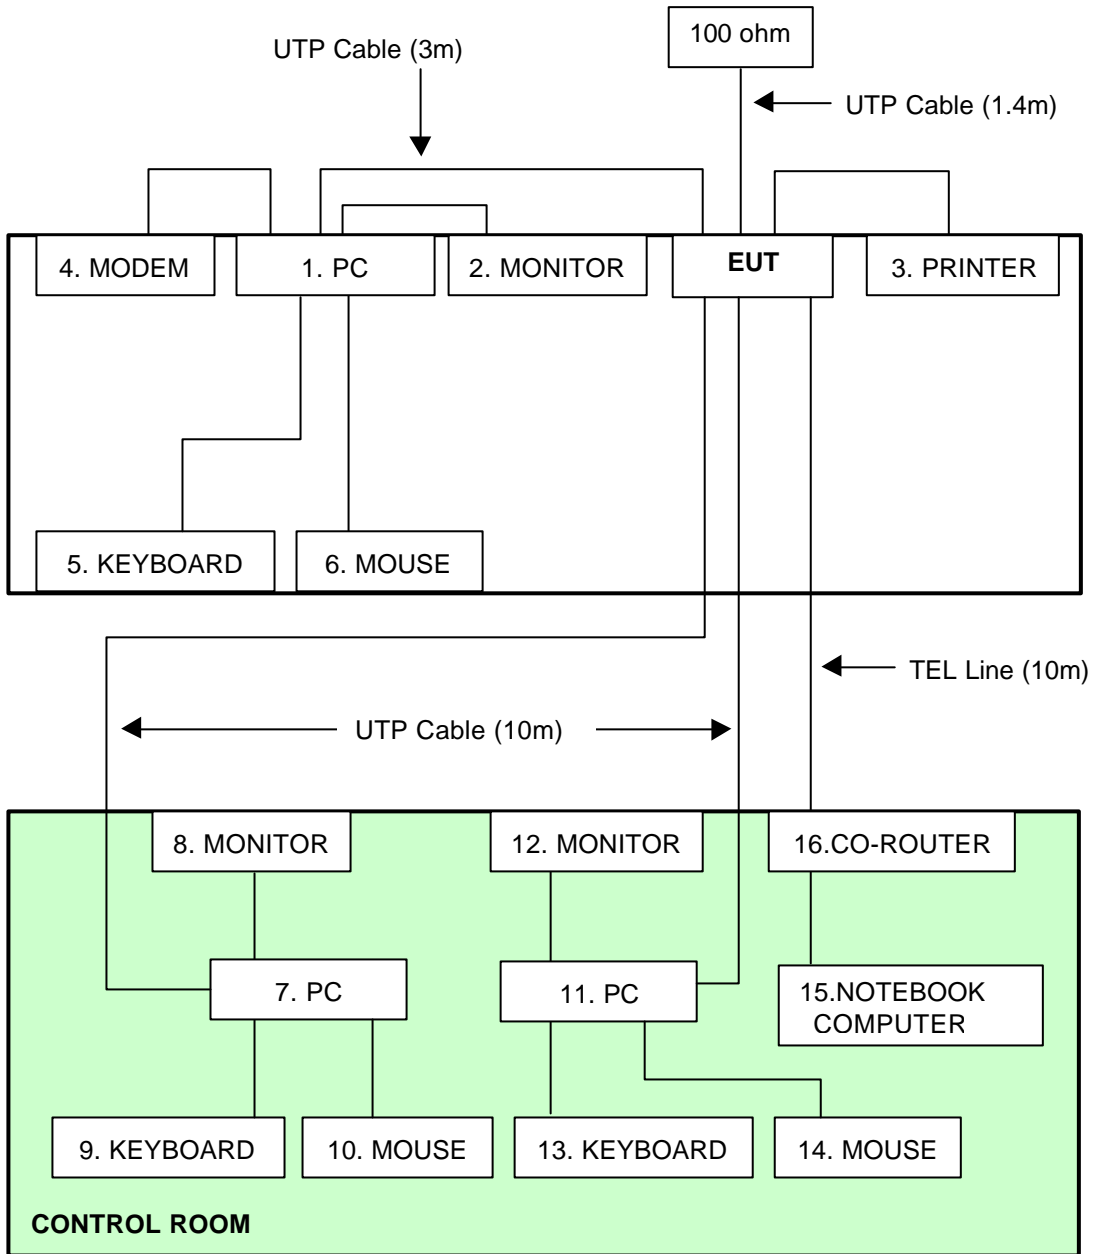 100 ohm
UTP Cable (3m)
UTP Cable (1.4m)
4. MODEM
1. PC
2. MONITOR
EUT
3. PRINTER
5. KEYBOARD
6. MOUSE
TEL Line (10m)
UTP Cable (10m)
8. MONITOR
12. MONITOR
16.CO-ROUTER
7. PC
11. PC
15.NOTEBOOK
COMPUTER
9. KEYBOARD
10. MOUSE
13. KEYBOARD
14. MOUSE
CONTROL ROOM